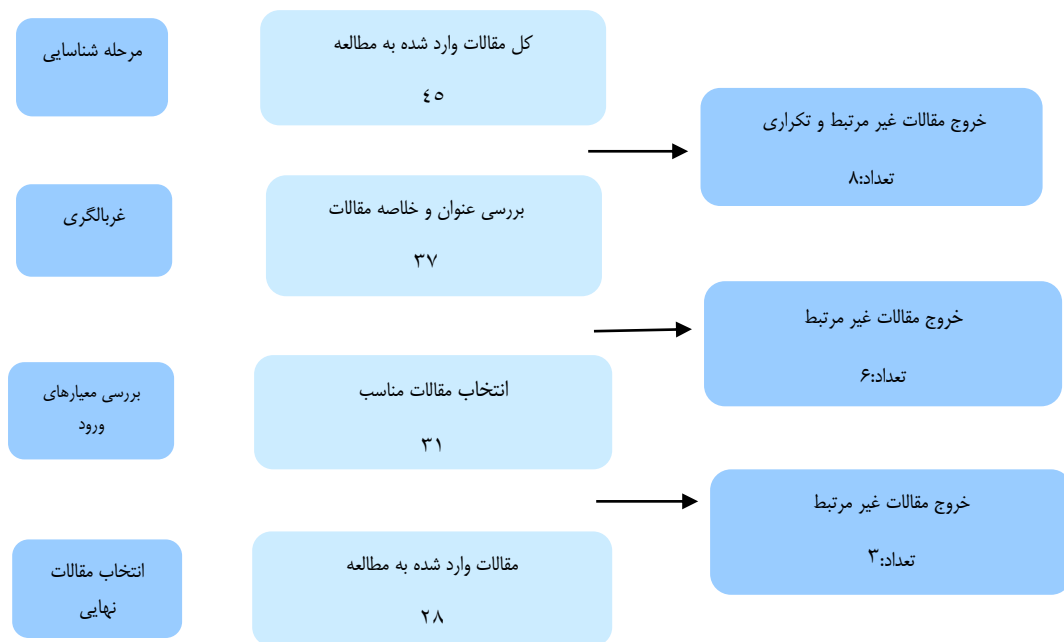 مرحله شناسایی
کل مقالات وارد شده به مطالعه
٤٥
خروج مقالات غیر مرتبط و تکراری
تعداد:۸
غربالگری
بررسی عنوان و خلاصه مقالات
۳۷
خروج مقالات غیر مرتبط
تعداد:۶
بررسی معیارهای
ورود
انتخاب مقالات مناسب
۳۱
خروج مقالات غیر مرتبط
تعداد:۳
انتخاب مقالات
نهایی
مقالات وارد شده به مطالعه
۲۸